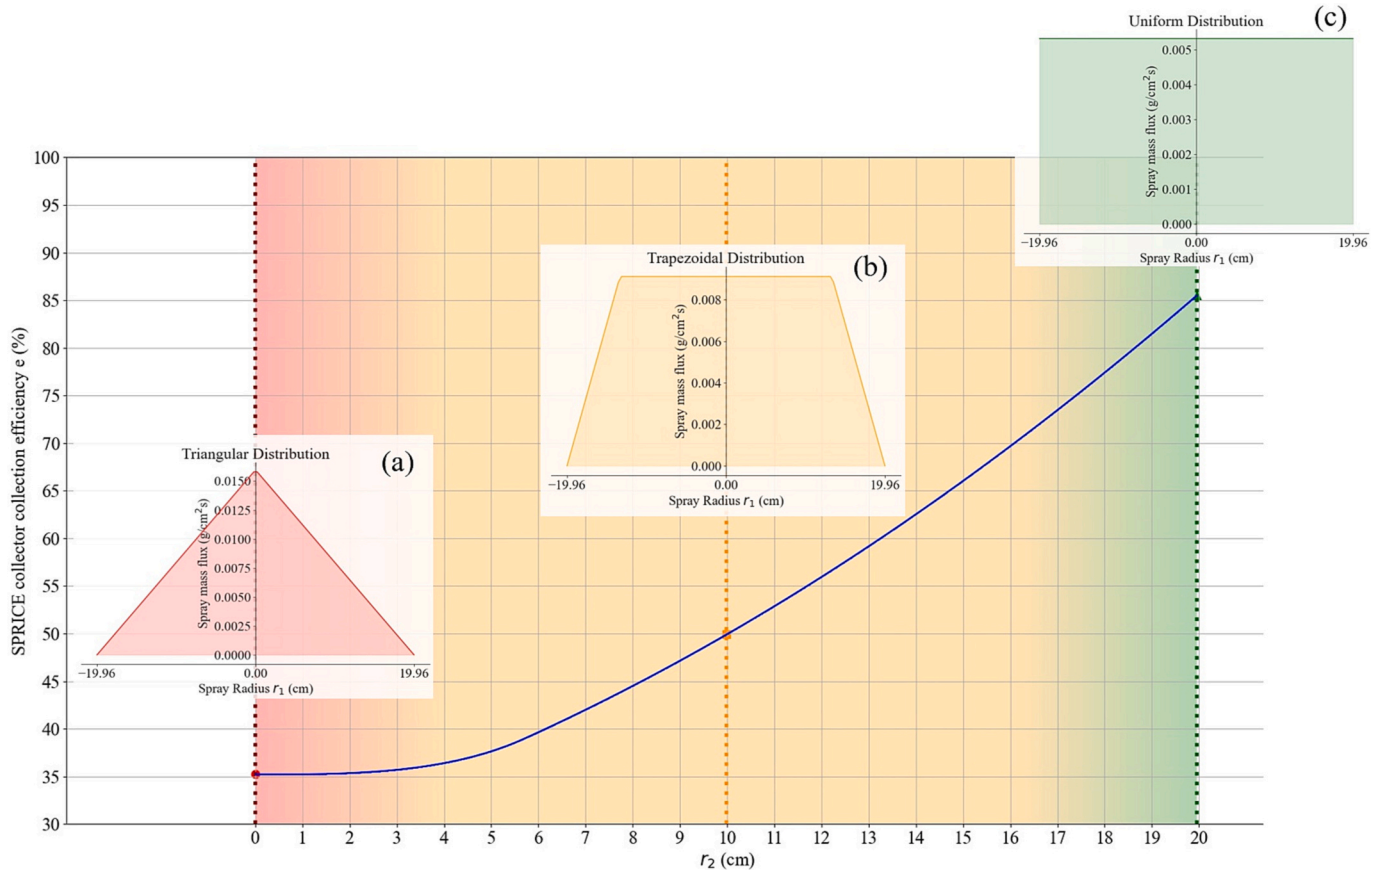 (c)
Uniform Distribution
0.005
0.004
0.003
0.002
0.001
0.000
Spray mass flux (g/cm²s)
−19.96 0.00 19.96
Spray Radius r₁ (cm)
(b)
Trapezoidal Distribution
0.008
0.006
0.004
0.002
0.000
Spray mass flux (g/cm²s)
−19.96 0.00 19.96
Spray Radius r₁ (cm)
(a)
Triangular Distribution
0.0150
0.0125
0.0100
0.0075
0.0050
0.0025
0.0000
Spray mass flux (g/cm²s)
−19.96 0.00 19.96
Spray Radius r₁ (cm)
SPRICE collector collection efficiency e (%)
100
95
90
85
80
75
70
65
60
55
50
45
40
35
30
0 1 2 3 4 5 6 7 8 9 10 11 12 13 14 15 16 17 18 19 20
r₂ (cm)